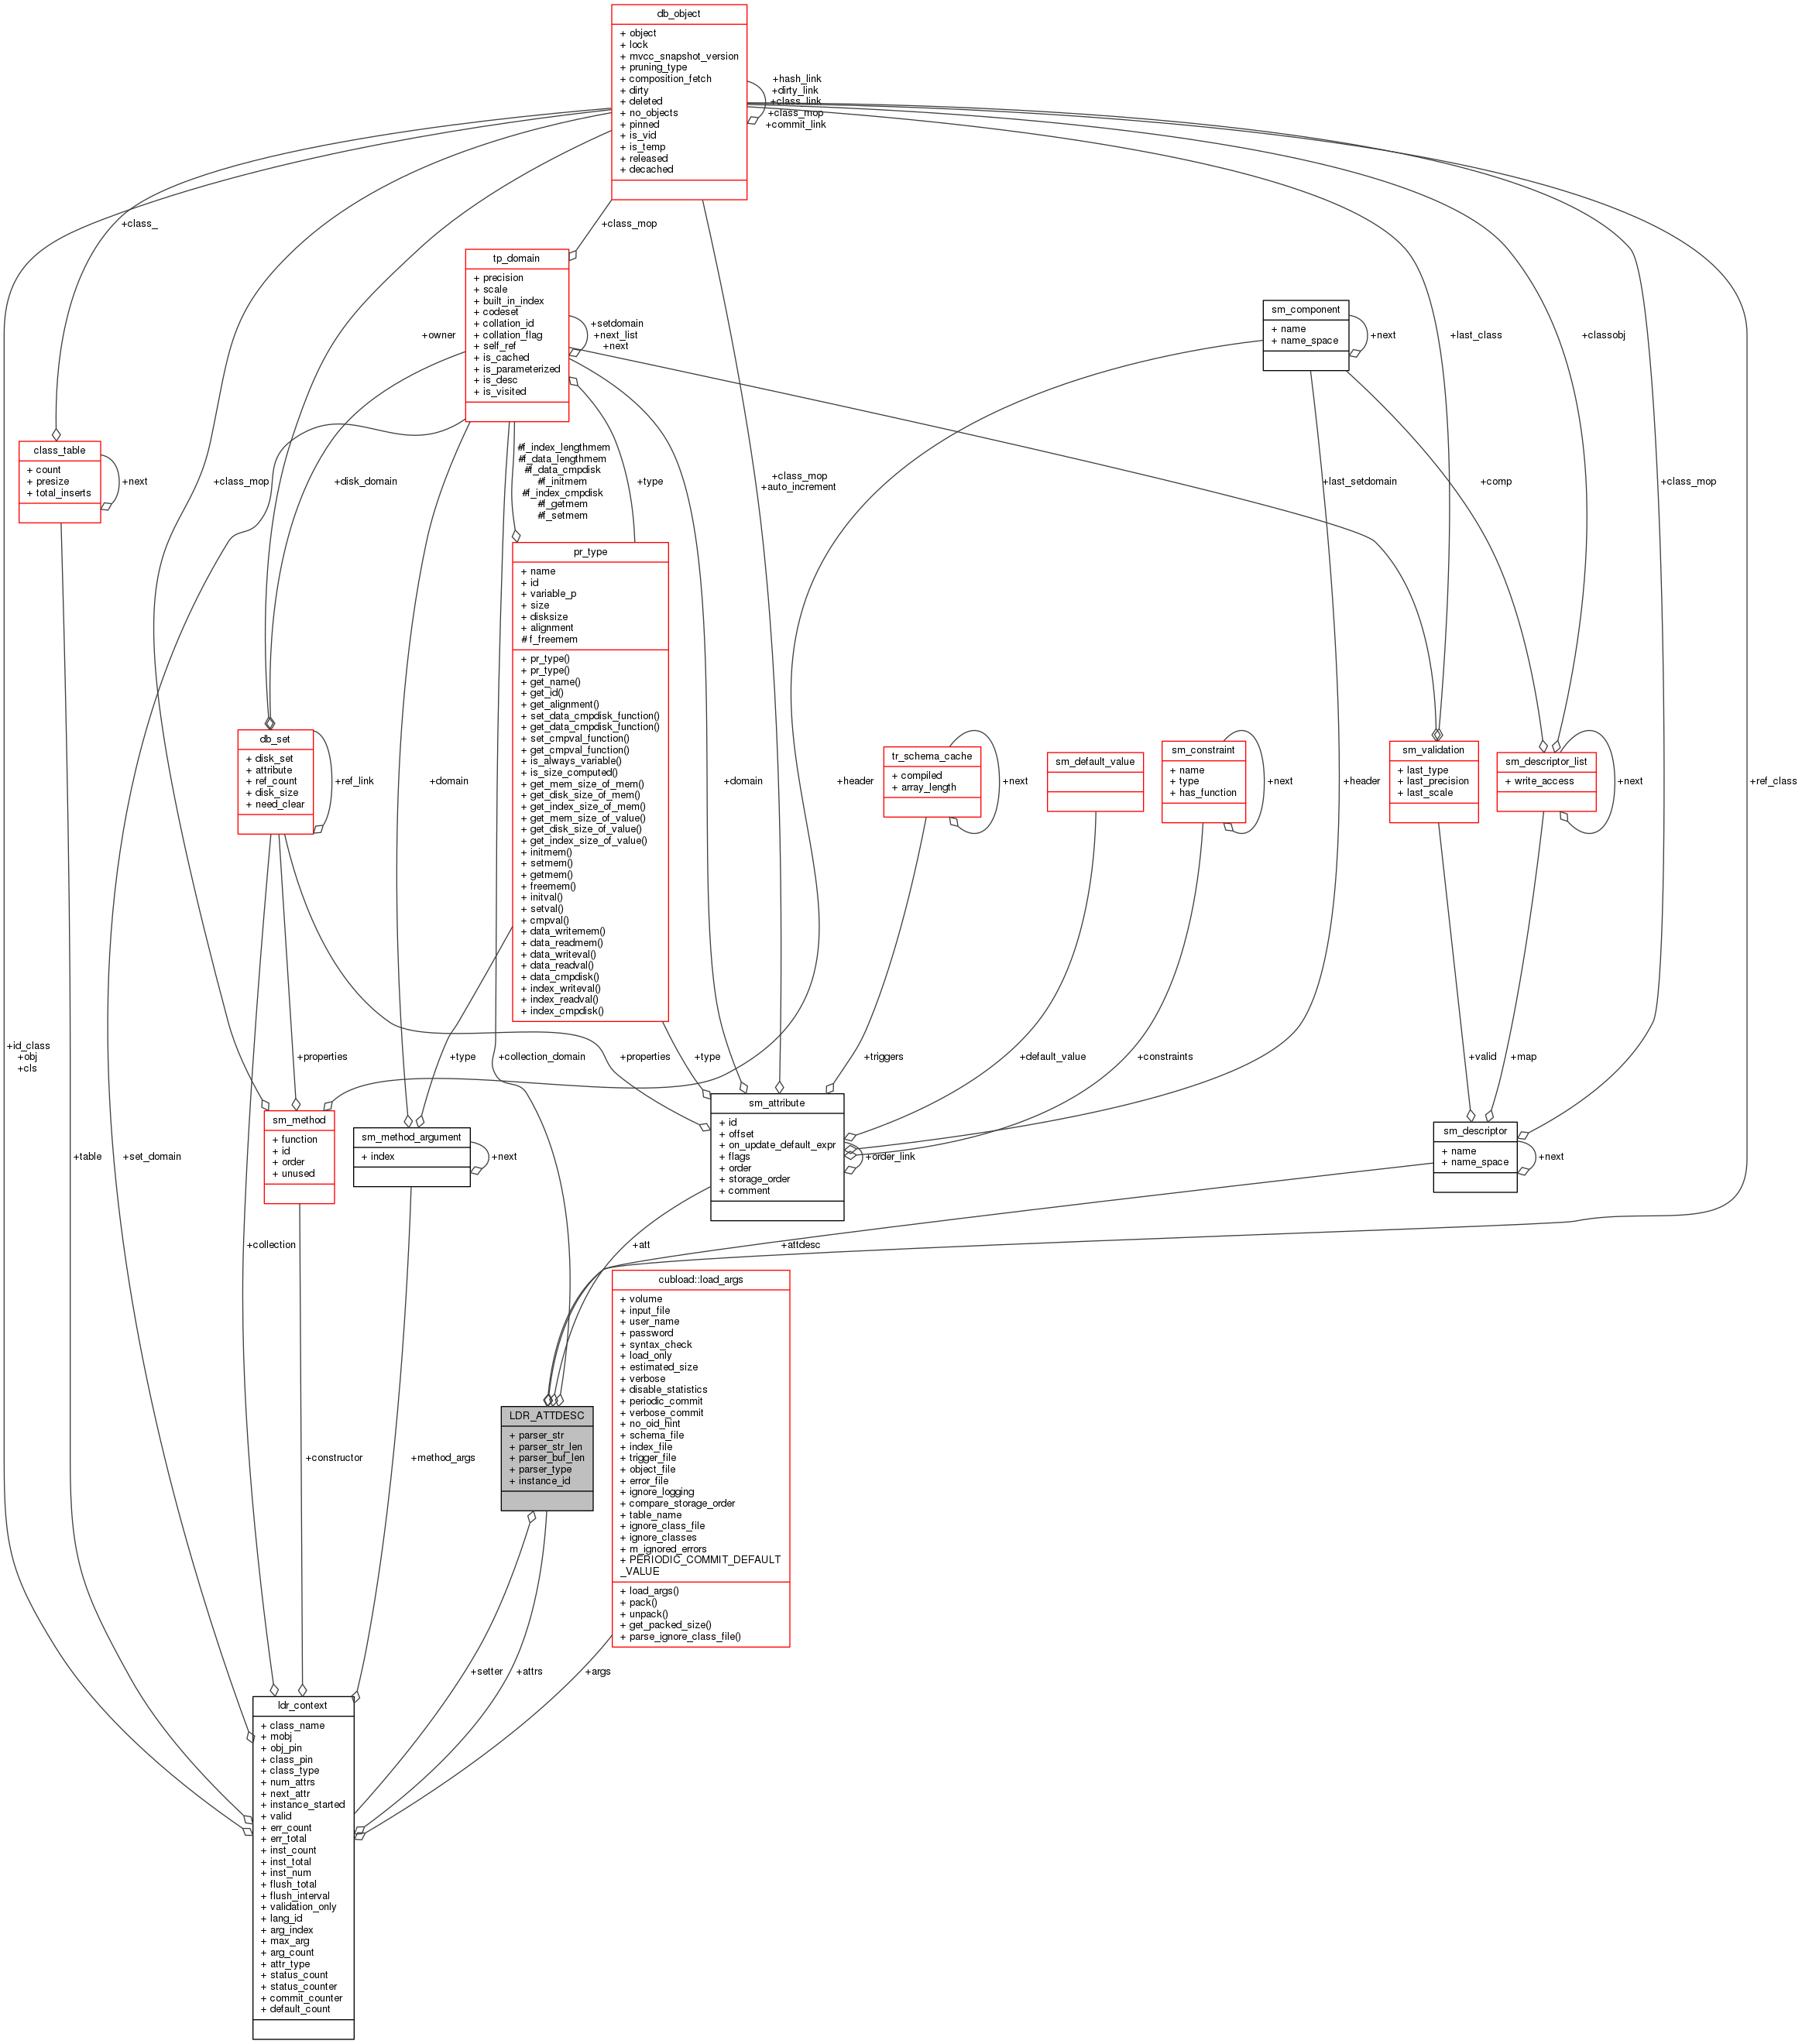 db_object
+ object
+ lock
+ mvcc_snapshot_version
+ pruning_type
+ composition_fetch
+ dirty
+ deleted
+ no_objects
+ pinned
+ is_vid
+ is_temp
+ released
+ decached
+hash_link
+dirty_link
+class_link
+class_mop
+commit_link
+class_
+class_mop
tp_domain
+ precision
+ scale
+ built_in_index
+ codeset
+ collation_id
+ collation_flag
+ self_ref
+ is_cached
+ is_parameterized
+ is_desc
+ is_visited
+setdomain
+next_list
+next
+owner
sm_component
+ name
+ name_space
+next
+last_class
+classobj
class_table
+ count
+ presize
+ total_inserts
+next
+class_mop
+disk_domain
#f_index_lengthmem
#f_data_lengthmem
#f_data_cmpdisk
#f_initmem
#f_index_cmpdisk
#f_getmem
#f_setmem
+type
+class_mop
+auto_increment
+last_setdomain
+comp
+class_mop
pr_type
+ name
+ id
+ variable_p
+ size
+ disksize
+ alignment
# f_freemem
+ pr_type()
+ pr_type()
+ get_name()
+ get_id()
+ get_alignment()
+ set_data_cmpdisk_function()
+ get_data_cmpdisk_function()
+ set_cmpval_function()
+ get_cmpval_function()
+ is_always_variable()
+ is_size_computed()
+ get_mem_size_of_mem()
+ get_disk_size_of_mem()
+ get_index_size_of_mem()
+ get_mem_size_of_value()
+ get_disk_size_of_value()
+ get_index_size_of_value()
+ initmem()
+ setmem()
+ getmem()
+ freemem()
+ initval()
+ setval()
+ cmpval()
+ data_writemem()
+ data_readmem()
+ data_writeval()
+ data_readval()
+ data_cmpdisk()
+ index_writeval()
+ index_readval()
+ index_cmpdisk()
db_set
+ disk_set
+ attribute
+ ref_count
+ disk_size
+ need_clear
+ref_link
+domain
+domain
+header
tr_schema_cache
+ compiled
+ array_length
+next
sm_default_value
sm_constraint
+ name
+ type
+ has_function
+next
+header
sm_validation
+ last_type
+ last_precision
+ last_scale
sm_descriptor_list
+ write_access
+next
+ref_class
+id_class
+obj
+cls
+properties
+type
+collection_domain
+properties
+type
+triggers
+default_value
+constraints
+valid
+map
sm_method
+ function
+ id
+ order
+ unused
sm_method_argument
+ index
+next
sm_attribute
+ id
+ offset
+ on_update_default_expr
+ flags
+ order
+ storage_order
+ comment
+order_link
sm_descriptor
+ name
+ name_space
+next
+table
+set_domain
+collection
+att
+attdesc
cubload::load_args
+ volume
+ input_file
+ user_name
+ password
+ syntax_check
+ load_only
+ estimated_size
+ verbose
+ disable_statistics
+ periodic_commit
+ verbose_commit
+ no_oid_hint
+ schema_file
+ index_file
+ trigger_file
+ object_file
+ error_file
+ ignore_logging
+ compare_storage_order
+ table_name
+ ignore_class_file
+ ignore_classes
+ m_ignored_errors
+ PERIODIC_COMMIT_DEFAULT
_VALUE
+ load_args()
+ pack()
+ unpack()
+ get_packed_size()
+ parse_ignore_class_file()
+constructor
+method_args
LDR_ATTDESC
+ parser_str
+ parser_str_len
+ parser_buf_len
+ parser_type
+ instance_id
+setter
+attrs
+args
ldr_context
+ class_name
+ mobj
+ obj_pin
+ class_pin
+ class_type
+ num_attrs
+ next_attr
+ instance_started
+ valid
+ err_count
+ err_total
+ inst_count
+ inst_total
+ inst_num
+ flush_total
+ flush_interval
+ validation_only
+ lang_id
+ arg_index
+ max_arg
+ arg_count
+ attr_type
+ status_count
+ status_counter
+ commit_counter
+ default_count